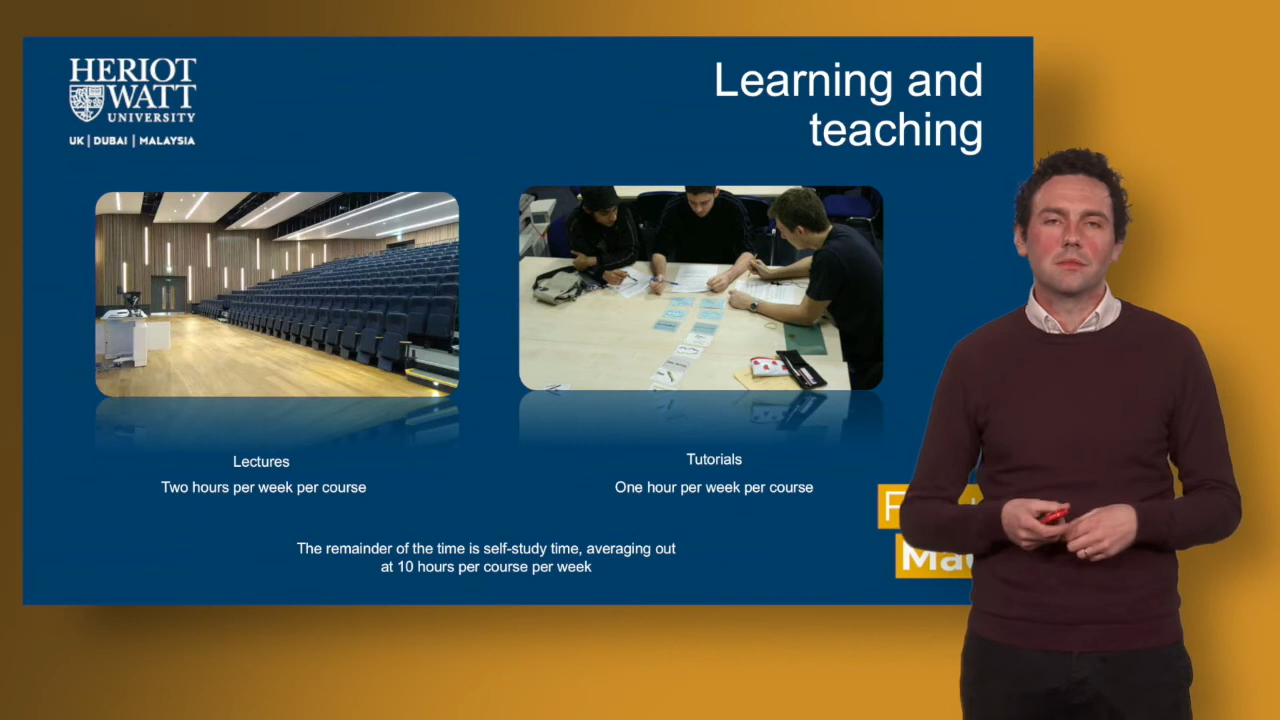 HERIOT
WATT
UNIVERSITY
UK | DUBAI | MALAYSIA
Learning and
teaching
Lectures
Two hours per week per course
Tutorials
One hour per week per course
The remainder of the time is self-study time, averaging out
at 10 hours per course per week